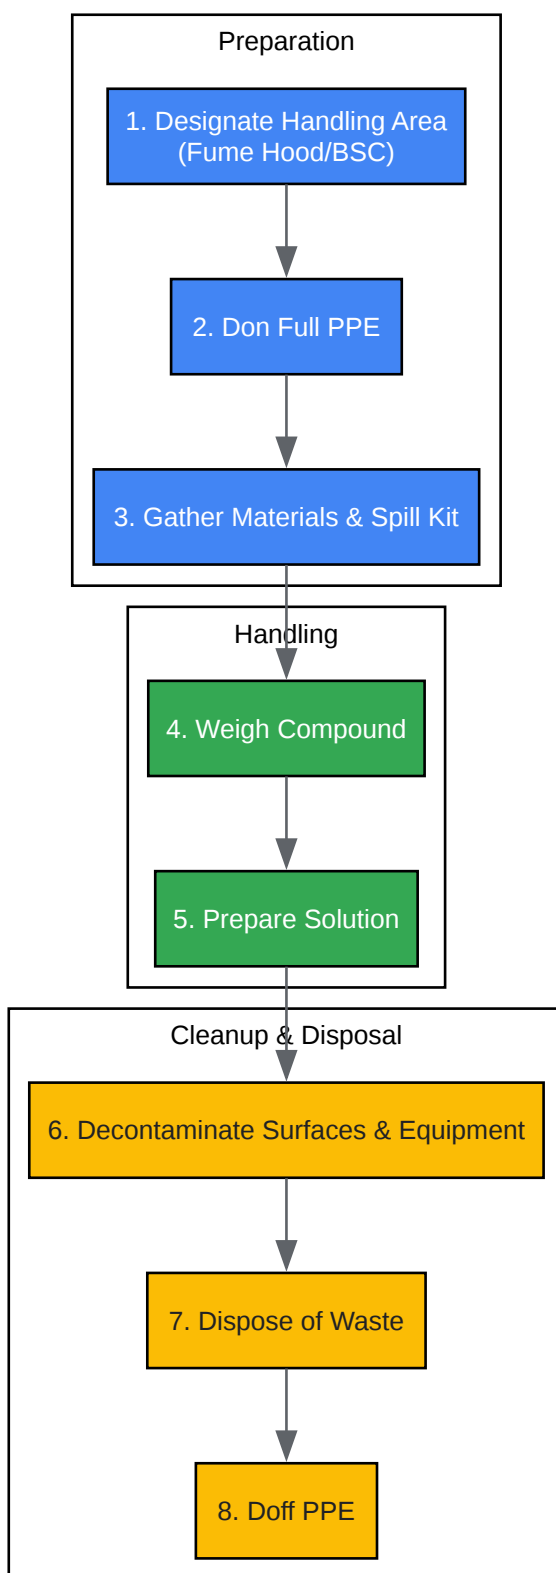 Preparation
1. Designate Handling Area
(Fume Hood/BSC)
2. Don Full PPE
3. Gather Materials & Spill Kit
Handling
4. Weigh Compound
5. Prepare Solution
Cleanup & Disposal
6. Decontaminate Surfaces & Equipment
7. Dispose of Waste
8. Doff PPE